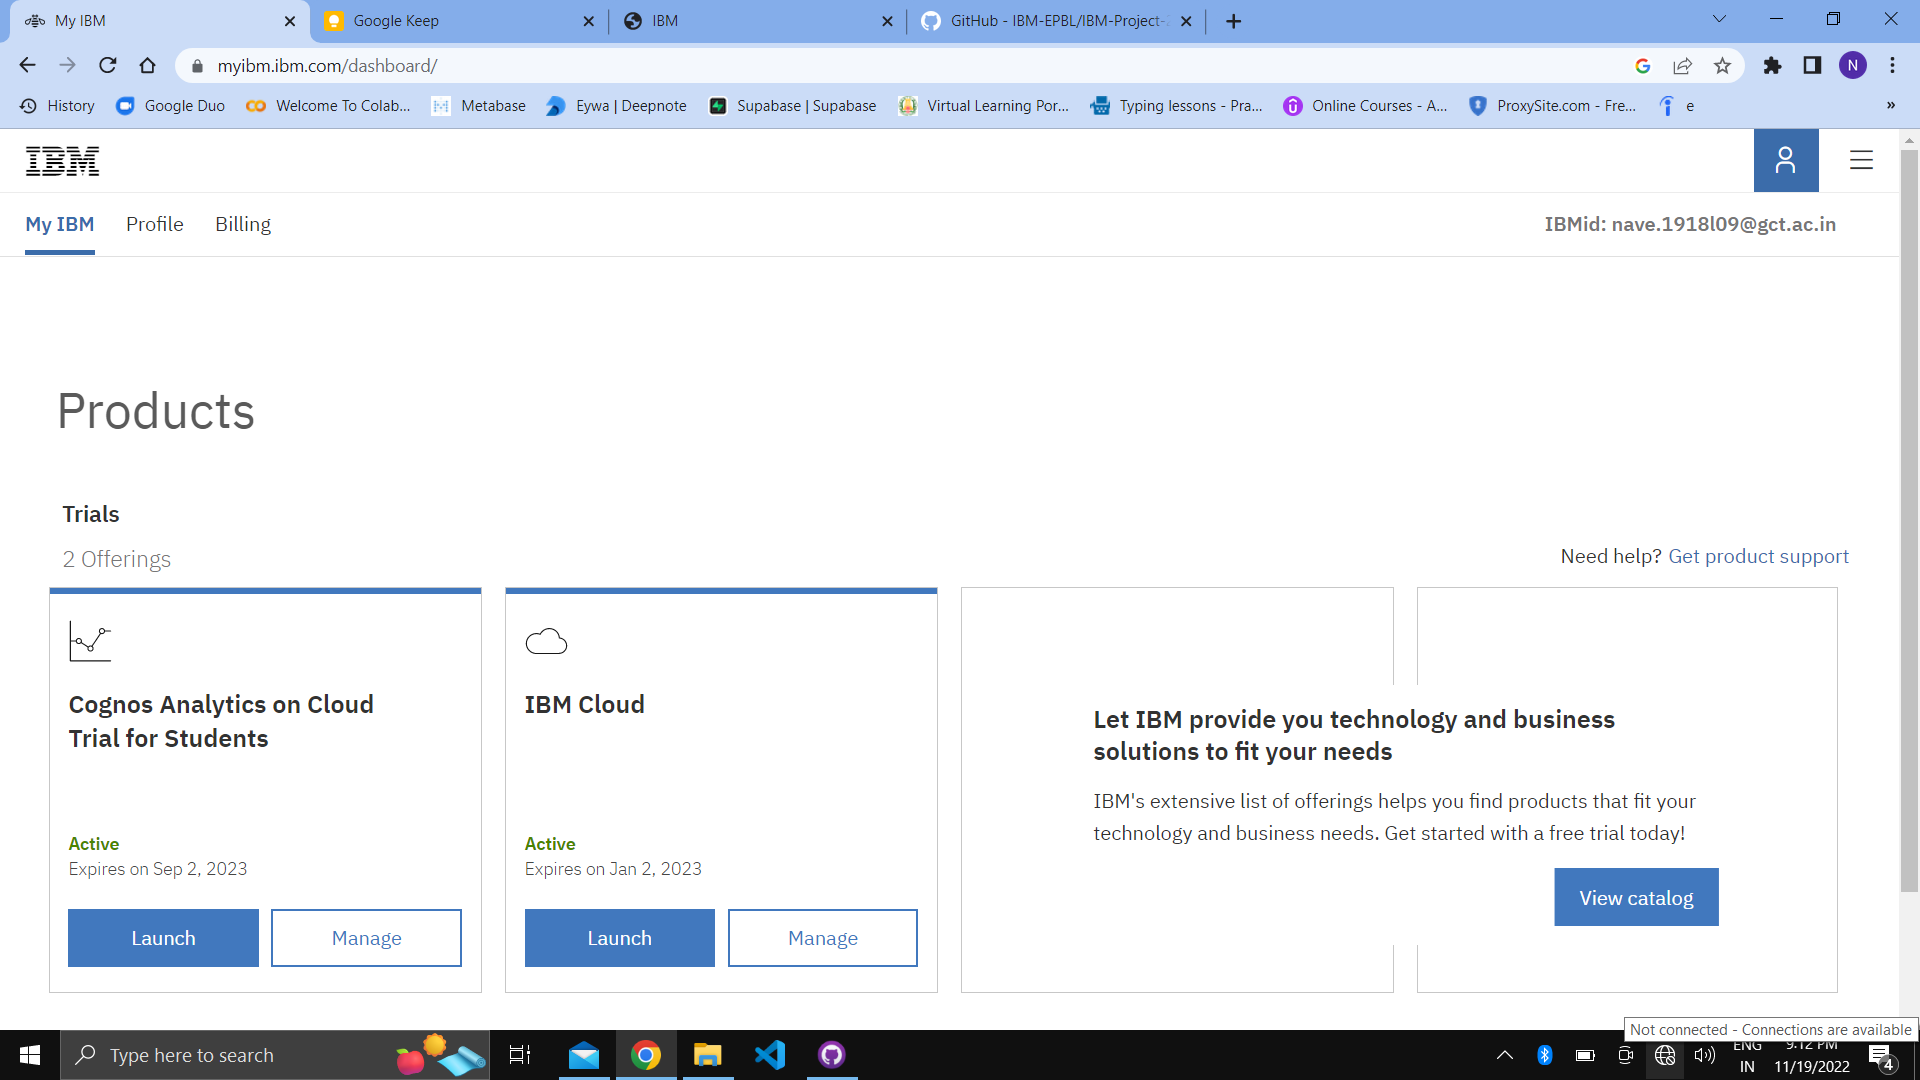 My IBM
Google Keep
IBM
GitHub - IBM-EPBL/IBM-Project-
myibm.ibm.com/dashboard/
N
History
Google Duo
Welcome To Colab...
Metabase
Eywa | Deepnote
Supabase | Supabase
Virtual Learning Por...
Typing lessons - Pra...
Online Courses - A...
ProxySite.com - Fre...
e
»
IBM
My IBM
Profile
Billing
IBMid: nave.1918l09@gct.ac.in
Products
Trials
2 Offerings
Need help? Get product support
Cognos Analytics on Cloud
Trial for Students
Active
Expires on Sep 2, 2023
Launch
Manage
IBM Cloud
Active
Expires on Jan 2, 2023
Launch
Manage
Let IBM provide you technology and business
solutions to fit your needs
IBM's extensive list of offerings helps you find products that fit your
technology and business needs. Get started with a free trial today!
View catalog
Not connected - Connections are available
Type here to search
ENG
IN
9:12 PM
11/19/2022
4